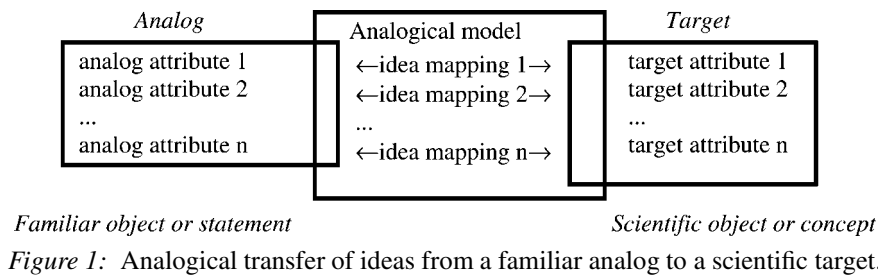 Analog
Target
Analogical model
analog attribute 1
←idea mapping 1→
target attribute 1
analog attribute 2
←idea mapping 2→
target attribute 2
...
...
...
analog attribute n
←idea mapping n→
target attribute n
Familiar object or statement
Scientific object or concept
Figure 1: Analogical transfer of ideas from a familiar analog to a scientific target.